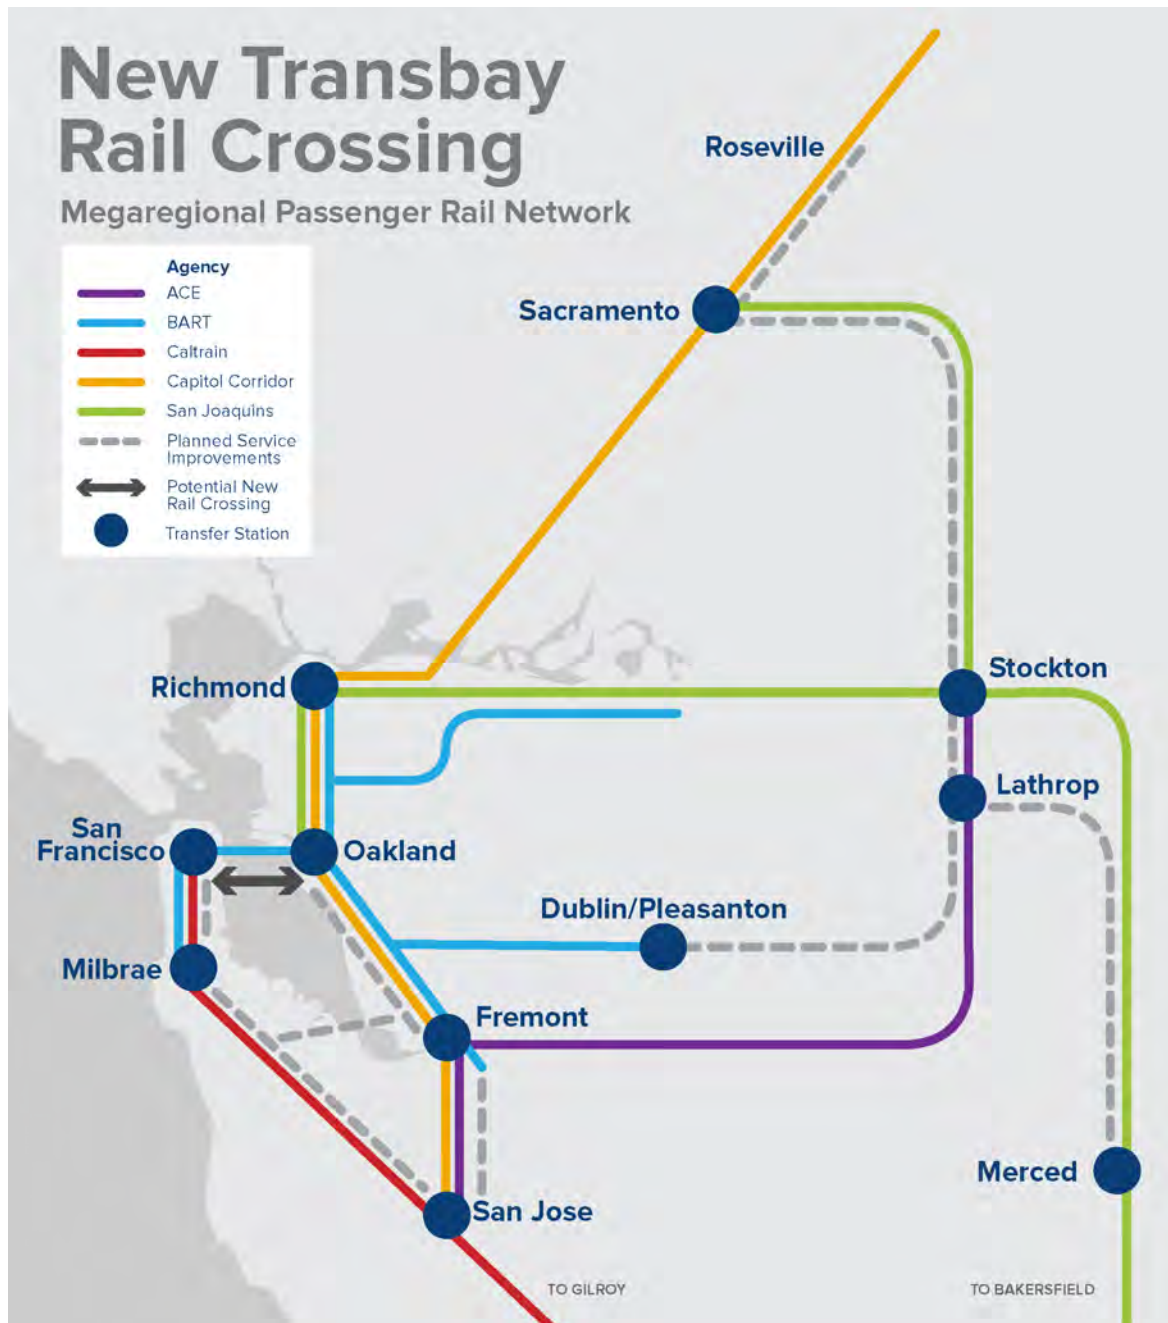 New Transbay
Rail Crossing
Megaregional Passenger Rail Network
Agency
ACE
BART
Caltrain
Capitol Corridor
San Joaquins
Planned Service
Improvements
Potential New
Rail Crossing
Transfer Station
Roseville
Sacramento
Richmond
Stockton
Lathrop
San
Francisco
Oakland
Dublin/Pleasanton
Milbrae
Fremont
Merced
San Jose
TO GILROY
TO BAKERSFIELD